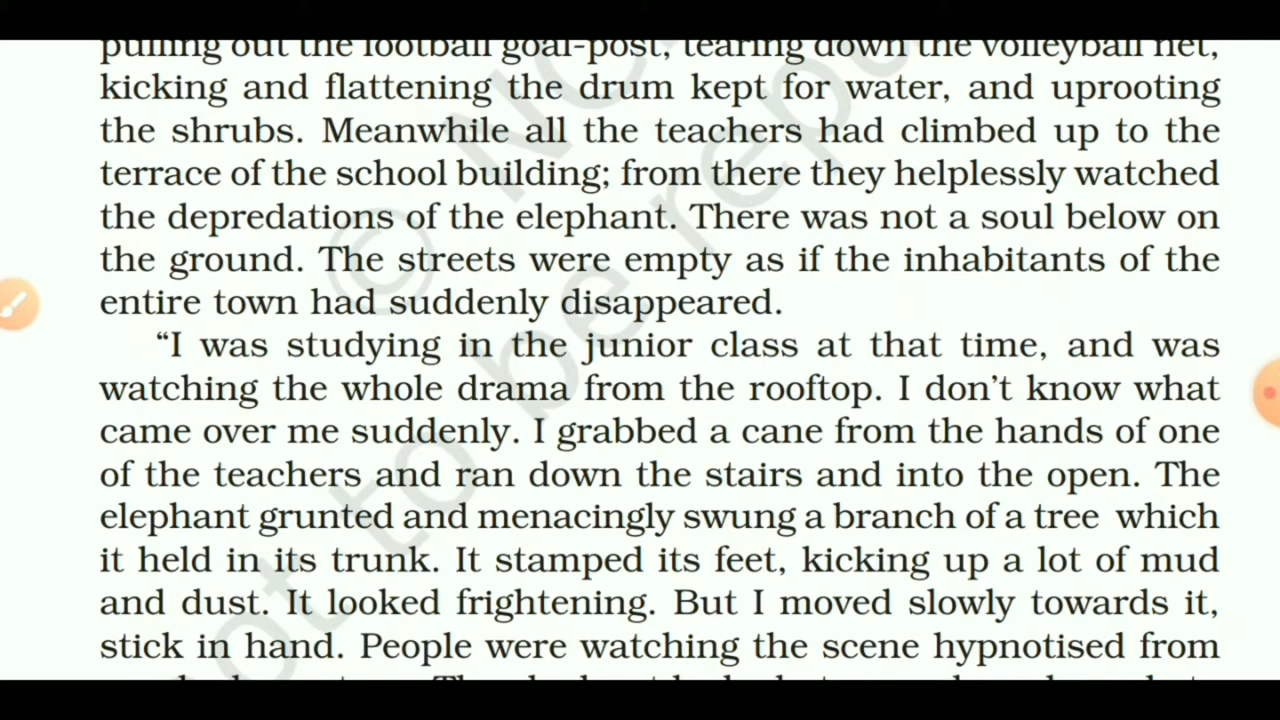 pulling out the football goal-post, tearing down the volleyball net,
kicking and flattening the drum kept for water, and uprooting
the shrubs. Meanwhile all the teachers had climbed up to the
terrace of the school building; from there they helplessly watched
the depredations of the elephant. There was not a soul below on
the ground. The streets were empty as if the inhabitants of the
entire town had suddenly disappeared.
“I was studying in the junior class at that time, and was
watching the whole drama from the rooftop. I don’t know what
came over me suddenly. I grabbed a cane from the hands of one
of the teachers and ran down the stairs and into the open. The
elephant grunted and menacingly swung a branch of a tree which
it held in its trunk. It stamped its feet, kicking up a lot of mud
and dust. It looked frightening. But I moved slowly towards it,
stick in hand. People were watching the scene hypnotised from